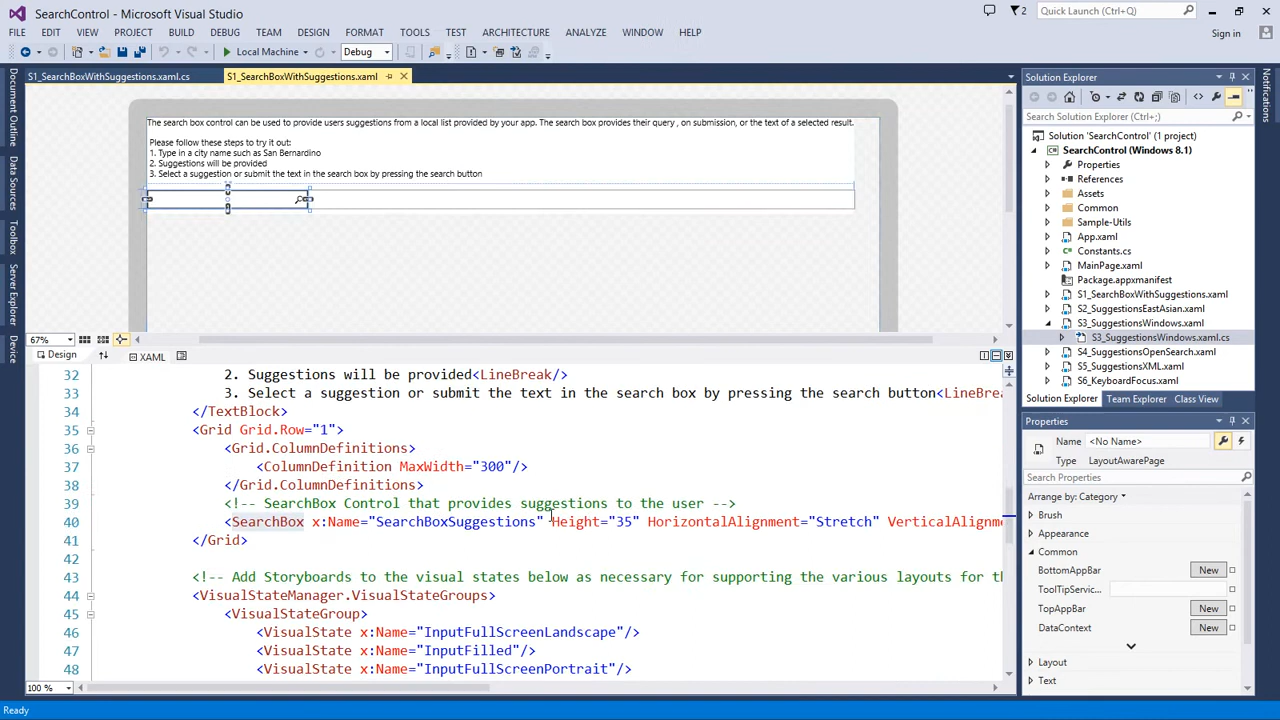 SearchControl - Microsoft Visual Studio
2
Quick Launch (Ctrl+Q)
FILE EDIT VIEW PROJECT BUILD DEBUG TEAM DESIGN FORMAT TOOLS TEST ARCHITECTURE ANALYZE WINDOW HELP
Sign in
Local Machine
Debug
S1_SearchBoxWithSuggestions.xaml.cs
S1_SearchBoxWithSuggestions.xaml
Document Outline
Data Sources
Toolbox
Server Explorer
Device
The search box control can be used to provide users suggestions from a local list provided by your app. The search box provides their query , on submission, or the text of a selected result.
Please follow these steps to try it out:
1. Type in a city name such as San Bernardino
2. Suggestions will be provided
3. Select a suggestion or submit the text in the search box by pressing the search button
67%
Design
XAML
32 2. Suggestions will be provided<LineBreak/>
33 3. Select a suggestion or submit the text in the search box by pressing the search button<LineBre
34 </TextBlock>
35 <Grid Grid.Row="1">
36 <Grid.ColumnDefinitions>
37 <ColumnDefinition MaxWidth="300"/>
38 </Grid.ColumnDefinitions>
39 <!-- SearchBox Control that provides suggestions to the user -->
40 <SearchBox x:Name="SearchBoxSuggestions" Height="35" HorizontalAlignment="Stretch" VerticalAlignme
41 </Grid>
42
43 <!-- Add Storyboards to the visual states below as necessary for supporting the various layouts for th
44 <VisualStateManager.VisualStateGroups>
45 <VisualStateGroup>
46 <VisualState x:Name="InputFullScreenLandscape"/>
47 <VisualState x:Name="InputFilled"/>
48 <VisualState x:Name="InputFullScreenPortrait"/>
100 %
Ready
Solution Explorer
Search Solution Explorer (Ctrl+;)
Solution 'SearchControl' (1 project)
SearchControl (Windows 8.1)
Properties
References
Assets
Common
Sample-Utils
App.xaml
Constants.cs
MainPage.xaml
Package.appxmanifest
S1_SearchBoxWithSuggestions.xaml
S2_SuggestionsEastAsian.xaml
S3_SuggestionsWindows.xaml
S3_SuggestionsWindows.xaml.cs
S4_SuggestionsOpenSearch.xaml
S5_SuggestionsXML.xaml
S6_KeyboardFocus.xaml
Solution Explorer Team Explorer Class View
Properties
Name <No Name>
Type LayoutAwarePage
Search Properties
Arrange by: Category
Brush
Appearance
Common
BottomAppBar New
ToolTipServic...
TopAppBar New
DataContext New
Layout
Text
Notifications